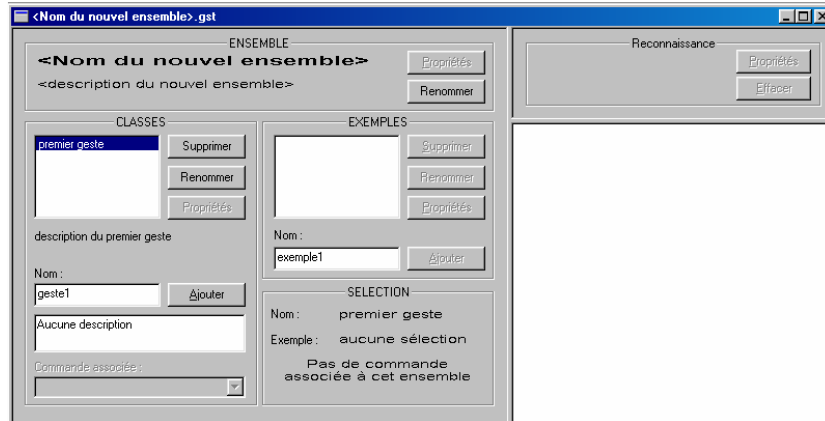 <Nom du nouvel ensemble>.gst
ENSEMBLE
<Nom du nouvel ensemble>
<description du nouvel ensemble>
Propriétés
Renommer
CLASSES
premier geste
Supprimer
Renommer
Propriétés
description du premier geste
Nom :
geste1
Ajouter
Aucune description
Commande associée :
EXEMPLES
Supprimer
Renommer
Propriétés
Nom :
exemple1
Ajouter
SELECTION
Nom : premier geste
Exemple : aucune sélection
Pas de commande
associée à cet ensemble
Reconnaissance
Propriétés
Effacer